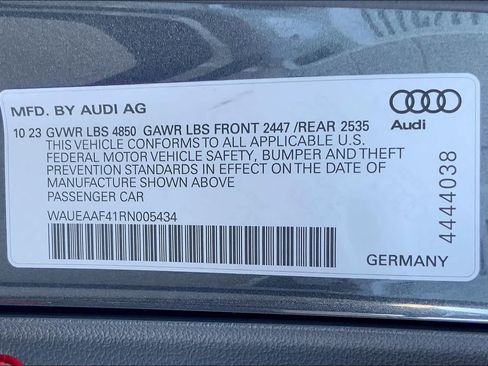 MFD. BY AUDI AG
10 23 GVWR LBS 4850 GAWR LBS FRONT 2447 /REAR 2535
THIS VEHICLE CONFORMS TO ALL APPLICABLE U.S.
FEDERAL MOTOR VEHICLE SAFETY, BUMPER AND THEFT
PREVENTION STANDARDS IN EFFECT ON THE DATE OF
MANUFACTURE SHOWN ABOVE
PASSENGER CAR
WAUEAAF41RN005434
GERMANY
Audi
4444038